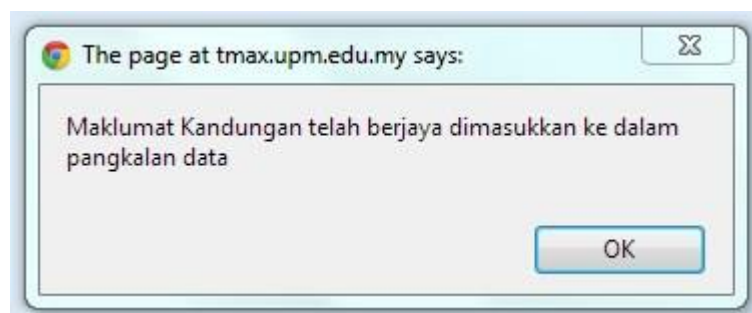 The page at tmax.upm.edu.my says:
Maklumat Kandungan telah berjaya dimasukkan ke dalam
pangkalan data
OK